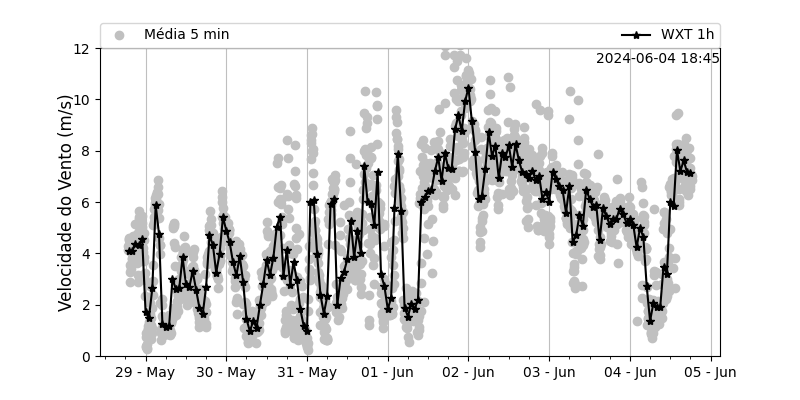 Média 5 min
WXT 1h
2024-06-04 18:45
Velocidade do Vento (m/s)
12
10
8
6
4
2
0
29 - May
30 - May
31 - May
01 - Jun
02 - Jun
03 - Jun
04 - Jun
05 - Jun